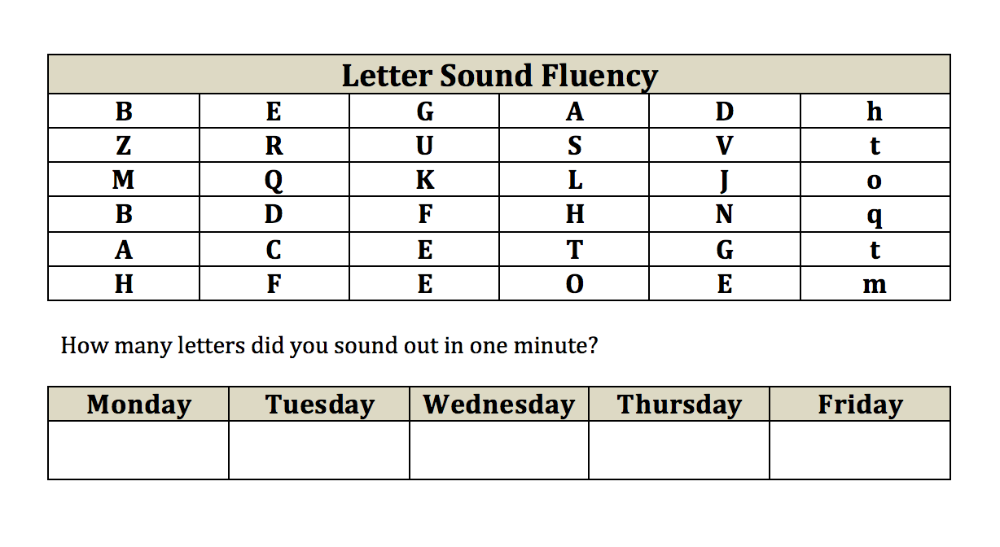 Letter Sound Fluency
B E G A D h
Z R U S V t
M Q K L J o
B D F H N q
A C E T G t
H F E O E m
How many letters did you sound out in one minute?
Monday Tuesday Wednesday Thursday Friday